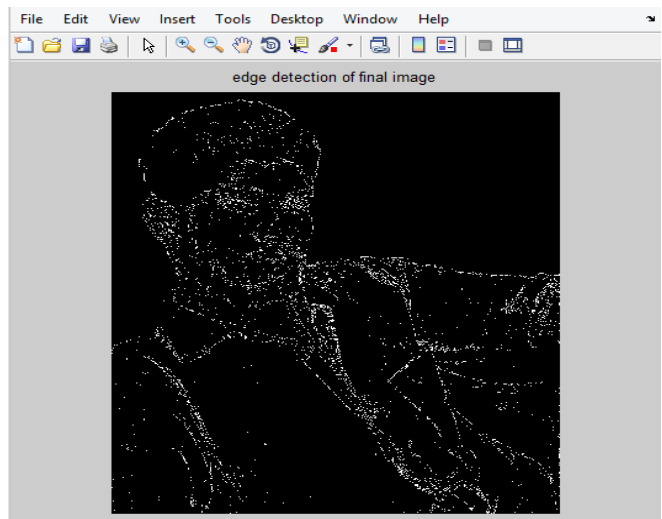 File Edit View Insert Tools Desktop Window Help
edge detection of final image